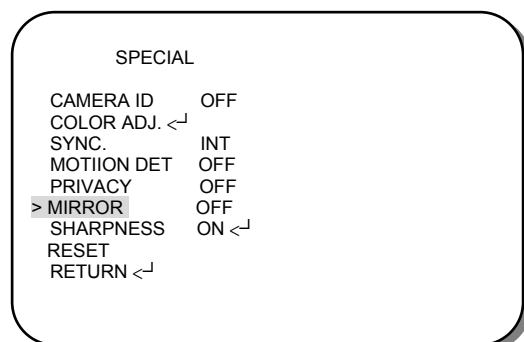 SPECIAL
CAMERA ID OFF
COLOR ADJ. ↵
SYNC. INT
MOTIION DET OFF
PRIVACY OFF
> MIRROR OFF
SHARPNESS ON ↵
RESET
RETURN ↵